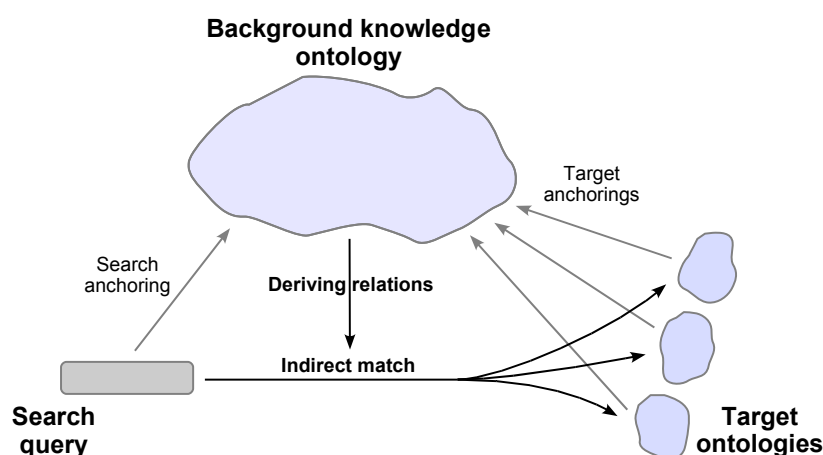 Background knowledge
ontology
Target
anchorings
Search
anchoring
Deriving relations
Indirect match
Search
query
Target
ontologies